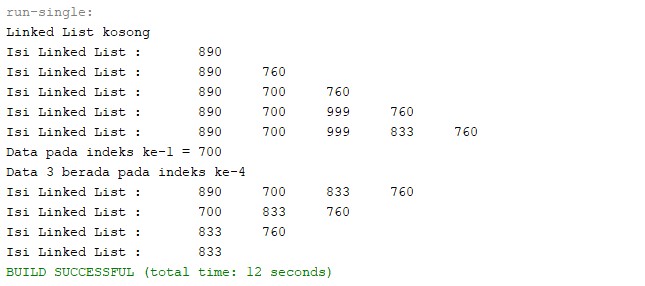 run-single:
Linked List kosong
Isi Linked List : 890
Isi Linked List : 890 760
Isi Linked List : 890 700 760
Isi Linked List : 890 700 999 760
Isi Linked List : 890 700 999 833 760
Data pada indeks ke-1 = 700
Data 3 berada pada indeks ke-4
Isi Linked List : 890 700 833 760
Isi Linked List : 700 833 760
Isi Linked List : 833 760
Isi Linked List : 833
BUILD SUCCESSFUL (total time: 12 seconds)